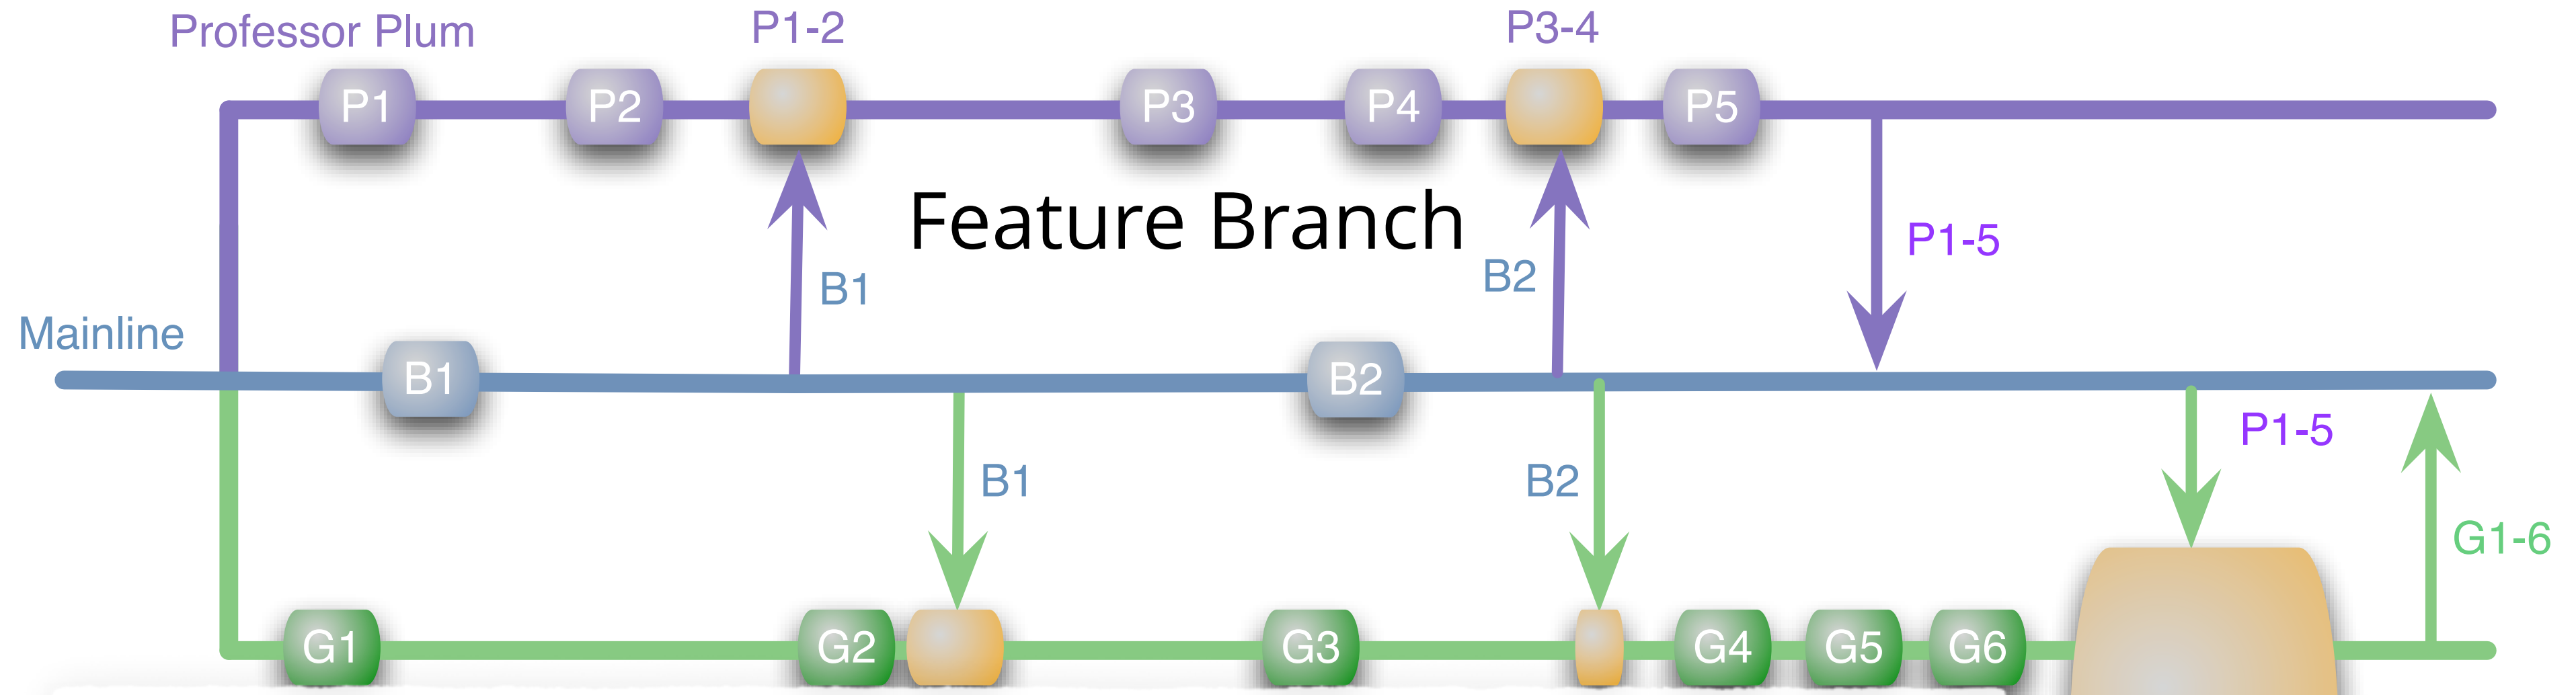 Professor Plum
P1-2
P3-4
P1
P2
P3
P4
P5
Feature Branch
B1
B2
P1-5
Mainline
B1
B2
B1
B2
P1-5
G1-6
G1
G2
G3
G4
G5
G6